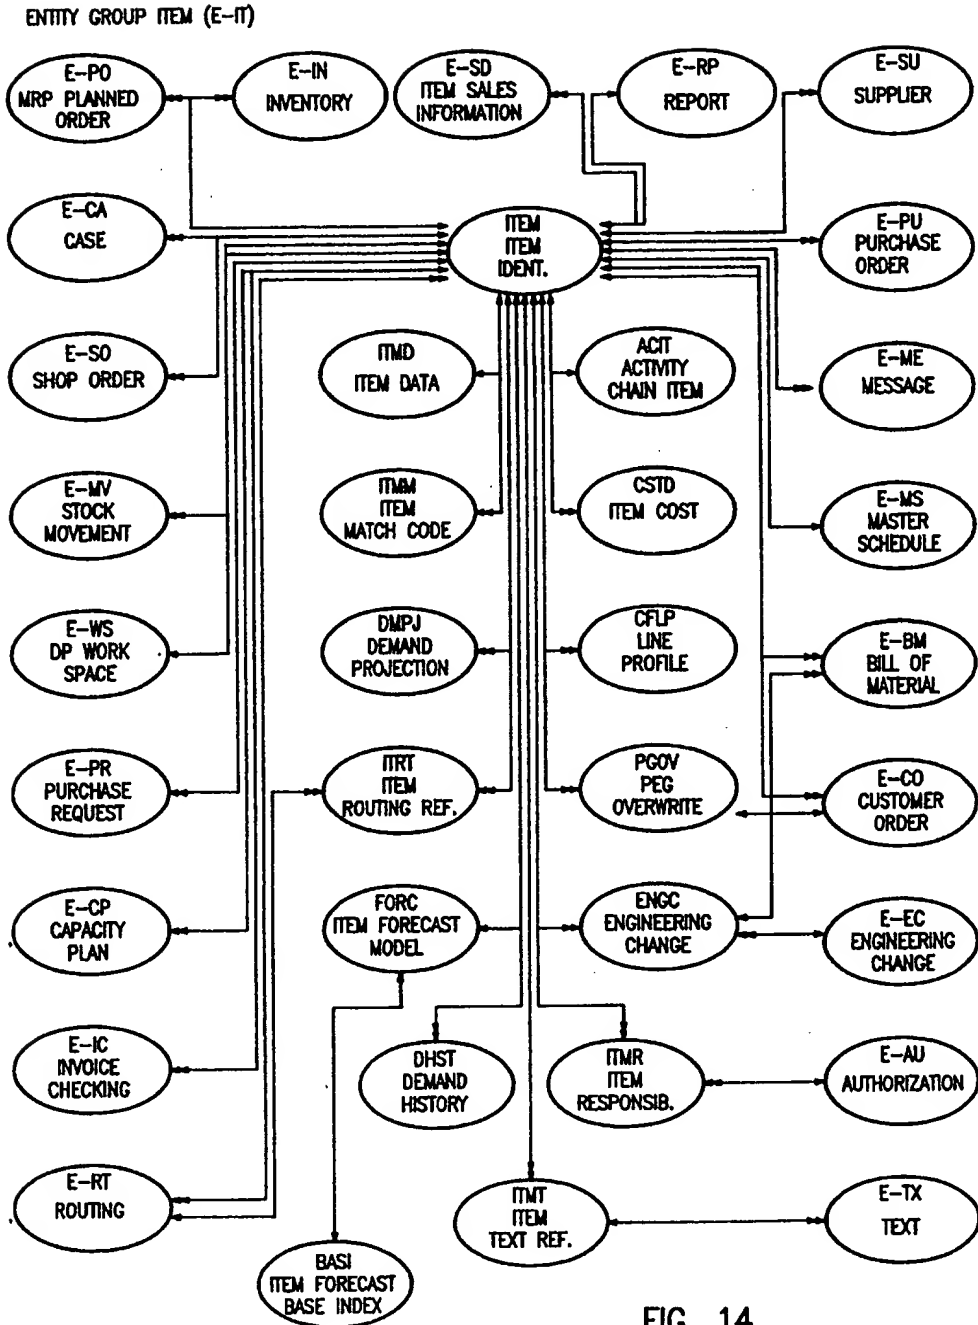 ENTITY GROUP ITEM (E-IT)
E-PO
MRP PLANNED
ORDER
E-IN
INVENTORY
E-SD
ITEM SALES
INFORMATION
E-RP
REPORT
E-SU
SUPPLIER
E-CA
CASE
ITEM
ITEM
IDENT.
E-PU
PURCHASE
ORDER
E-SO
SHOP ORDER
ITMD
ITEM DATA
ACIT
ACTIVITY
CHAIN ITEM
E-ME
MESSAGE
E-MV
STOCK
MOVEMENT
ITMM
ITEM
MATCH CODE
CSTD
ITEM COST
E-MS
MASTER
SCHEDULE
E-WS
DP WORK
SPACE
DMPJ
DEMAND
PROJECTION
CFLP
LINE
PROFILE
E-BM
BILL OF
MATERIAL
E-PR
PURCHASE
REQUEST
ITRT
ITEM
ROUTING REF.
PGOV
PEG
OVERWRITE
E-CO
CUSTOMER
ORDER
E-CP
CAPACITY
PLAN
FORC
ITEM FORECAST
MODEL
ENGC
ENGINEERING
CHANGE
E-EC
ENGINEERING
CHANGE
E-IC
INVOICE
CHECKING
DHST
DEMAND
HISTORY
ITMR
ITEM
RESPONSIB.
E-AU
AUTHORIZATION
E-RT
ROUTING
ITMT
ITEM
TEXT REF.
E-TX
TEXT
BASI
ITEM FORECAST
BASE INDEX
FIG. 14